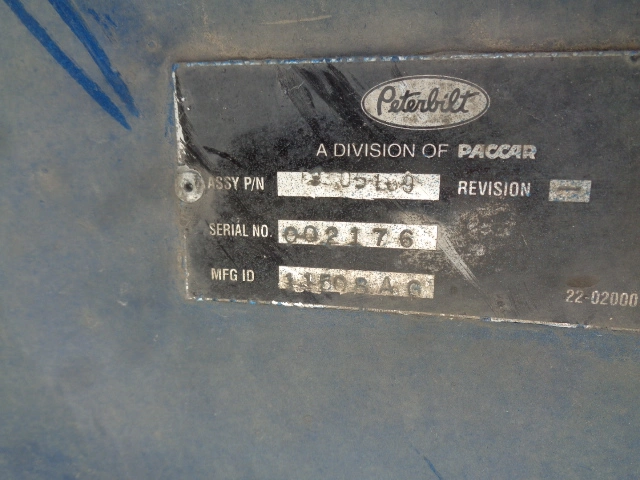 Peterbilt
A DIVISION OF PACCAR
ASSY P/N REVISION
SERIAL NO. 002176
MFG ID
22-02000